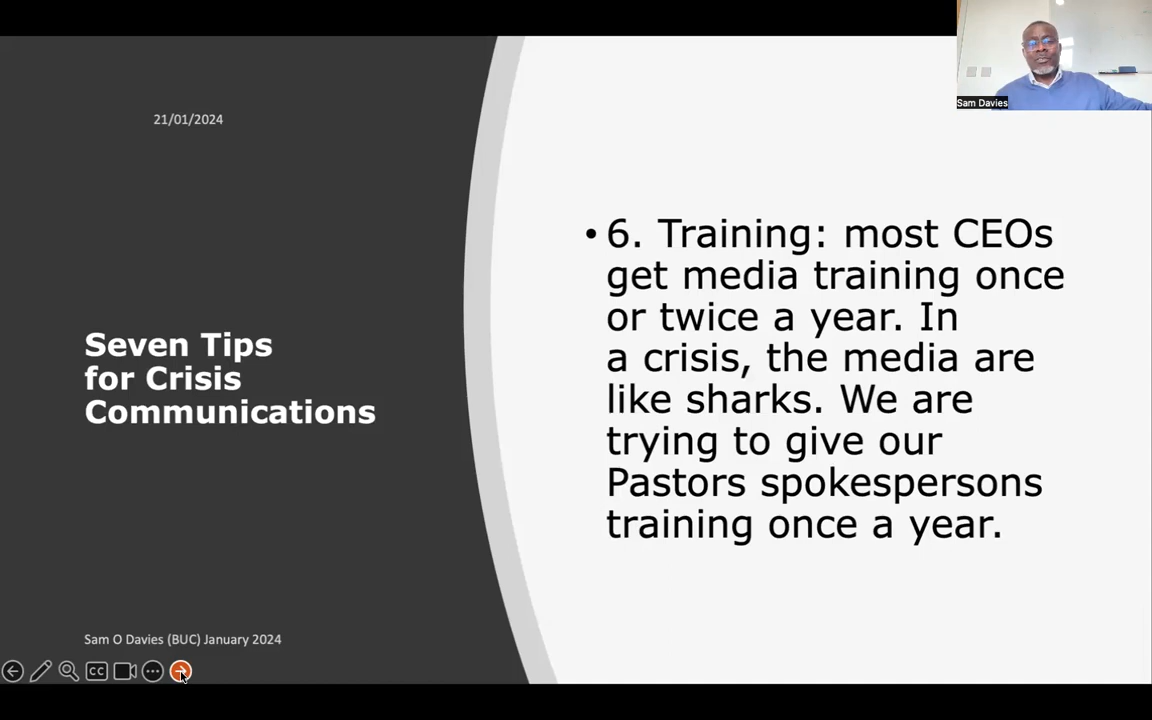 Sam Davies
21/01/2024
Seven Tips
for Crisis
Communications
• 6. Training: most CEOs
get media training once
or twice a year. In
a crisis, the media are
like sharks. We are
trying to give our
Pastors spokespersons
training once a year.
Sam O Davies (BUC) January 2024
CC